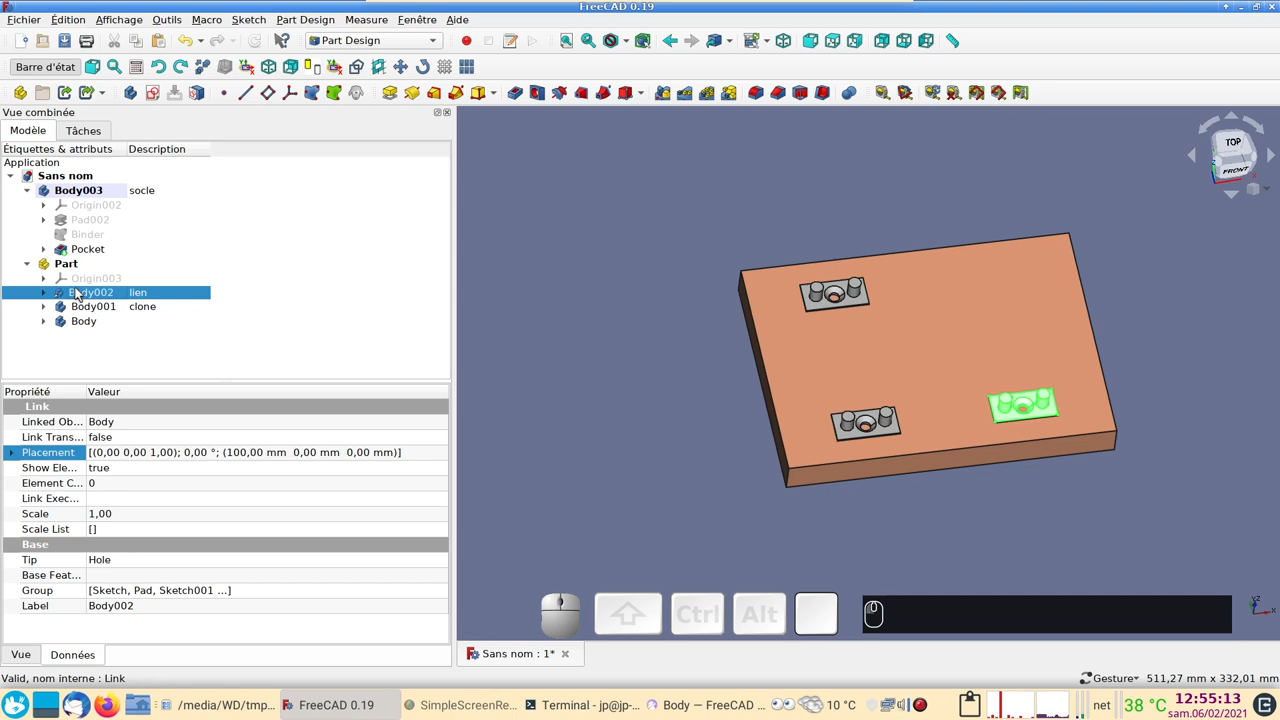 FreeCAD 0.19
Fichier Édition Affichage Outils Macro Sketch Part Design Measure Fenêtre Aide
Part Design
Barre d'état
Vue combinée
Modèle Tâches
Étiquettes & attributs Description
Application
Sans nom
Body003 socle
Origin002
Pad002
Binder
Pocket
Part
Origin003
Body002 lien
Body001 clone
Body
Propriété Valeur
Link
Linked Ob... Body
Link Trans... false
Placement [(0,00 0,00 1,00); 0,00 °; (100,00 mm 0,00 mm 0,00 mm)]
Show Ele... true
Element C... 0
Link Exec...
Scale 1,00
Scale List []
Base
Tip Hole
Base Feat...
Group [Sketch, Pad, Sketch001 ...]
Label Body002
Vue Données
TOP
FRONT
Ctrl Alt
Sans nom : 1*
Valid, nom interne : Link
Gesture 511,27 mm x 332,01 mm
/media/WD/tmp...
FreeCAD 0.19
SimpleScreenRe...
Terminal - jp@jp-...
Body — FreeCAD ...
10 °C
net
38 °C
12:55:13
sam.06/02/2021